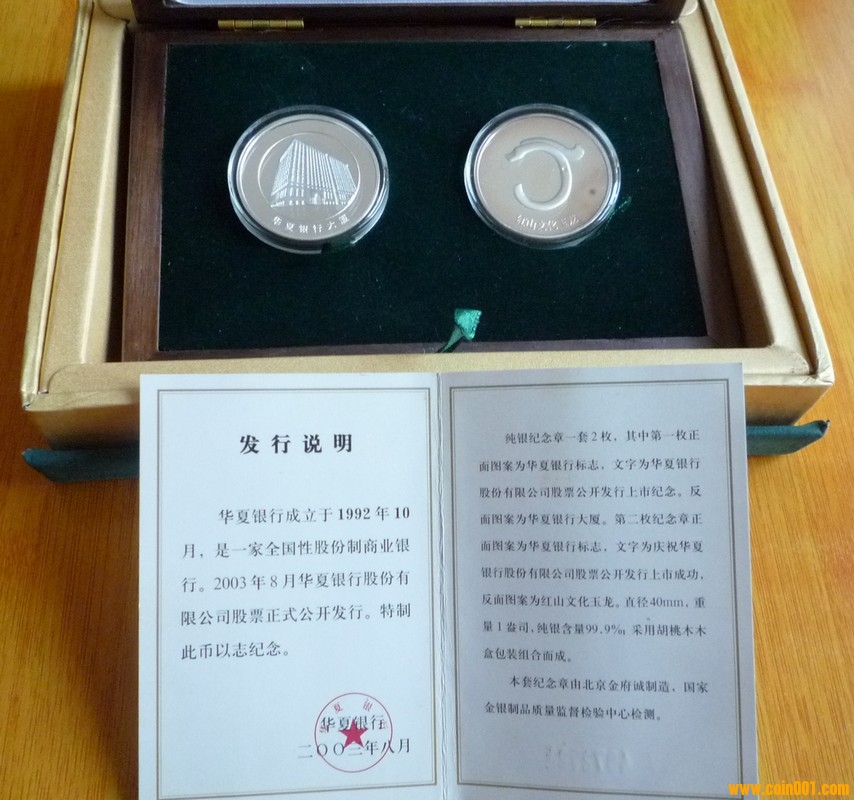 华夏银行大厦
红山文化玉龙
发行说明
华夏银行成立于1992年10
月，是一家全国性股份制商业银
行。2003年8月华夏银行股份有
限公司股票正式公开发行。特制
此币以志纪念。
华夏银行
二〇〇三年八月
纯银纪念章一套2枚，其中第一枚正
面图案为华夏银行标志，文字为华夏银行
股份有限公司股票公开发行上市纪念。反
面图案为华夏银行大厦。第二枚纪念章正
面图案为华夏银行标志，文字为庆祝华夏
银行股份有限公司股票公开发行上市成功，
反面图案为红山文化玉龙。直径40mm，重
量1盎司，纯银含量99.9%，采用胡桃木木
盒包装组合而成。
本套纪念章由北京金府诚制造、国家
金银制品质量监督检验中心检测。
www.coin001.com